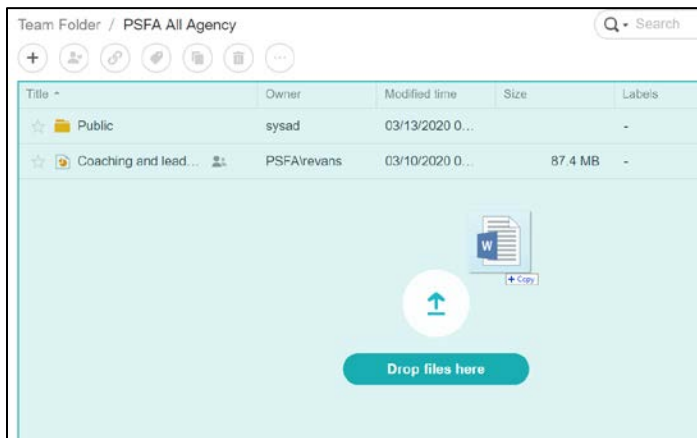 Team Folder / PSFA All Agency
Search
Title Owner Modified time Size Labels
Public sysad 03/13/2020 0... -
Coaching and lead... PSFA\revans 03/10/2020 0... 87.4 MB -
W
+ Copy
Drop files here